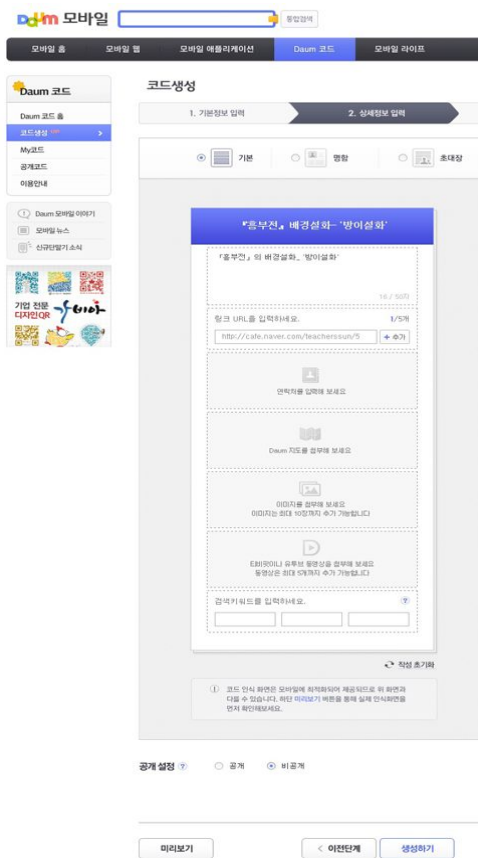 Daum 모바일
통합검색
모바일 홈
모바일 웹
모바일 애플리케이션
Daum 코드
모바일 라이프
Daum 코드
Daum 코드 홈
코드생성
My코드
공개코드
이용안내
Daum 모바일 이야기
모바일 뉴스
신규단말기 소식
기업 전문
디자인QR
코드생성
1. 기본정보 입력
2. 상세정보 입력
기본
명함
초대장
『흥부전』 배경설화- '방이설화'
『흥부전』의 배경설화_ '방이설화'
링크 URL을 입력하세요.
1/5개
http://cafe.naver.com/teacherssun/5
+ 추가
연락처를 입력해 보세요
Daum 지도를 첨부해 보세요
이미지를 첨부해 보세요
이미지는 최대 10장까지 추가 가능합니다
티비팟이나 유투브 동영상을 첨부해 보세요
동영상은 최대 5개까지 추가 가능합니다
검색키워드를 입력하세요.
?
작성 초기화
코드 인식 화면은 모바일에 최적화되어 제공되므로 위 화면과
다를 수 있습니다. 하단 미리보기 버튼을 통해 실제 인식화면을
먼저 확인해보세요.
공개 설정 ?
공개
비공개
미리보기
< 이전단계
생성하기